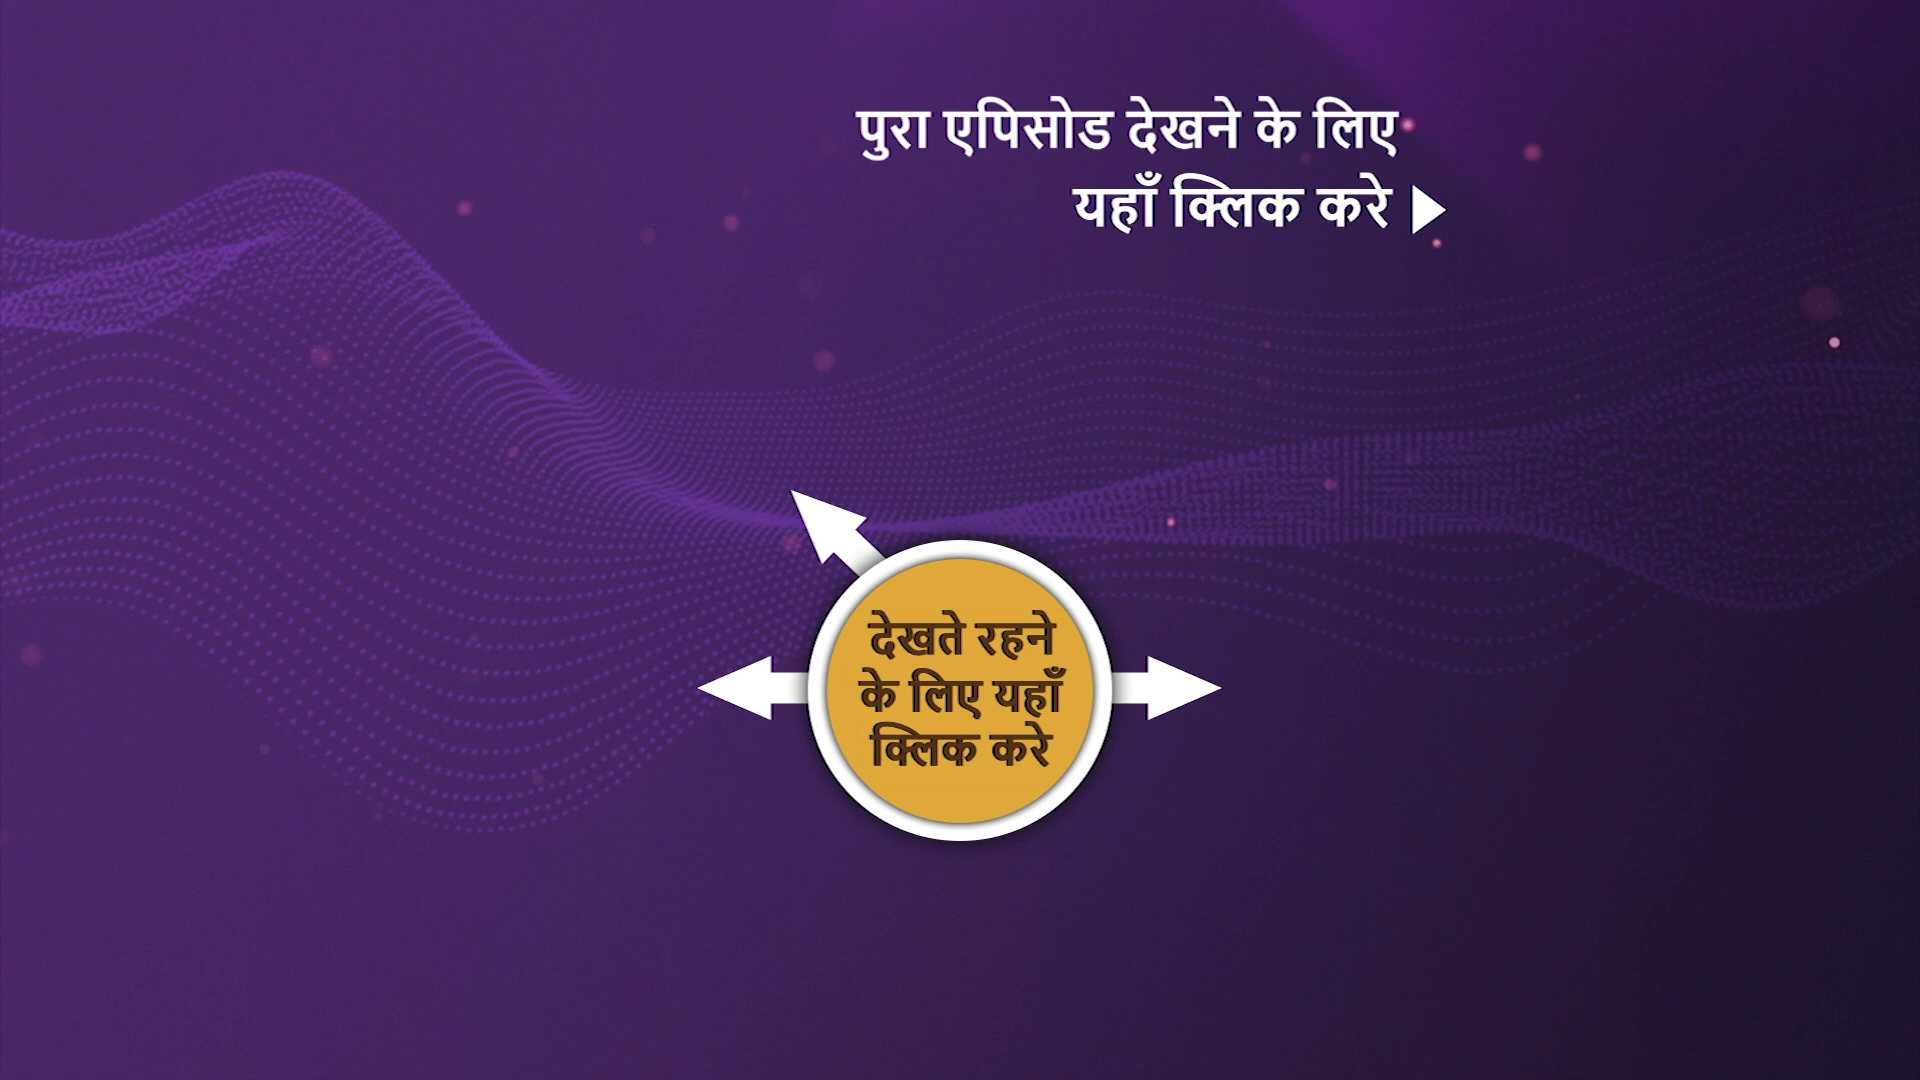 पुरा एपिसोड देखने के लिए
यहाँ क्लिक करे
देखते रहने
के लिए यहाँ
क्लिक करे